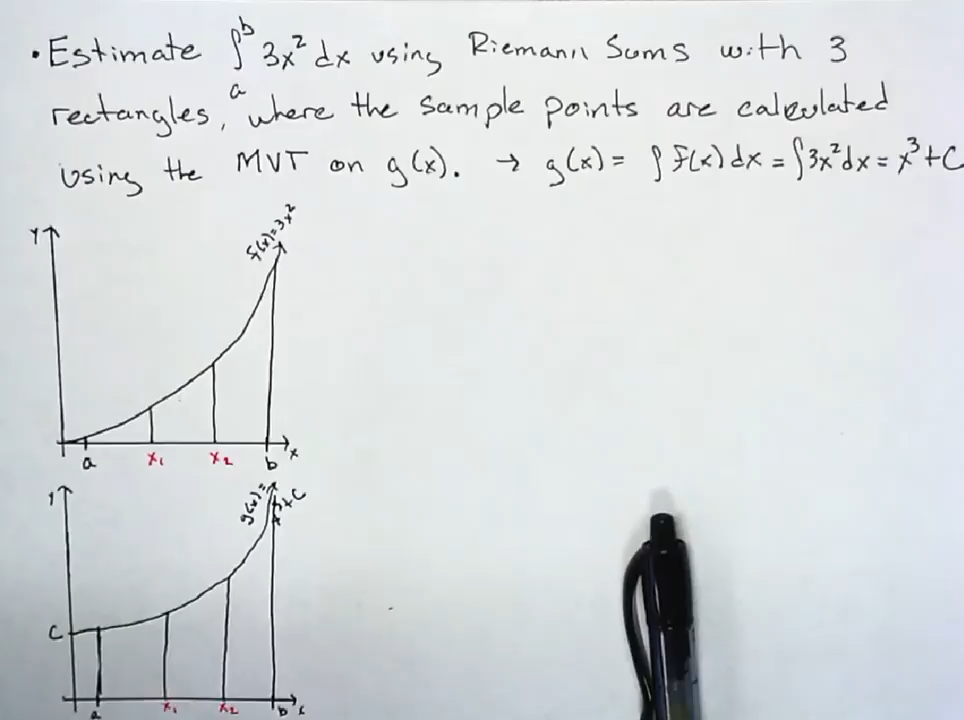 • Estimate ∫ₐᵇ 3x² dx using Riemann Sums with 3
rectangles, where the sample points are calculated
using the MVT on g(x). → g(x) = ∫ f(x) dx = ∫ 3x² dx = x³ + C
f(x) = 3x²
y
a x₁ x₂ b x
g(x) = x³ + C
y
C
a x₁ x₂ b x